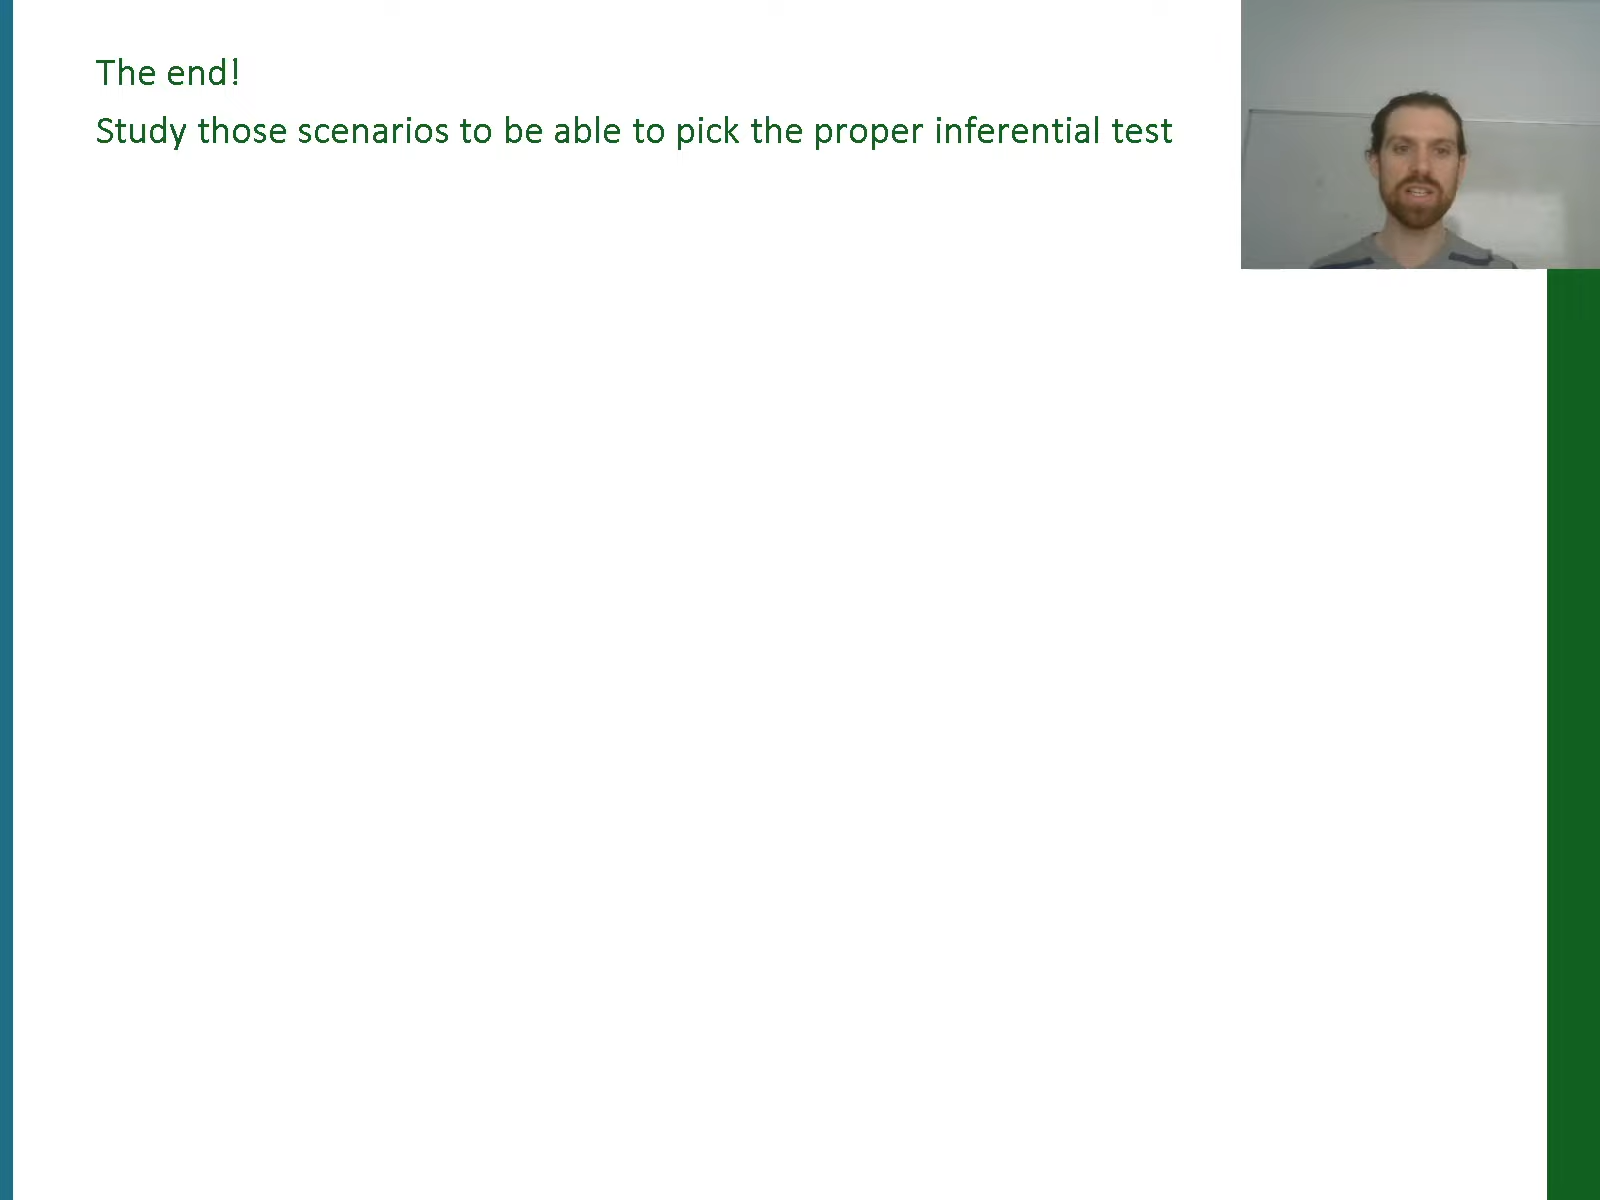 The end!
Study those scenarios to be able to pick the proper inferential test